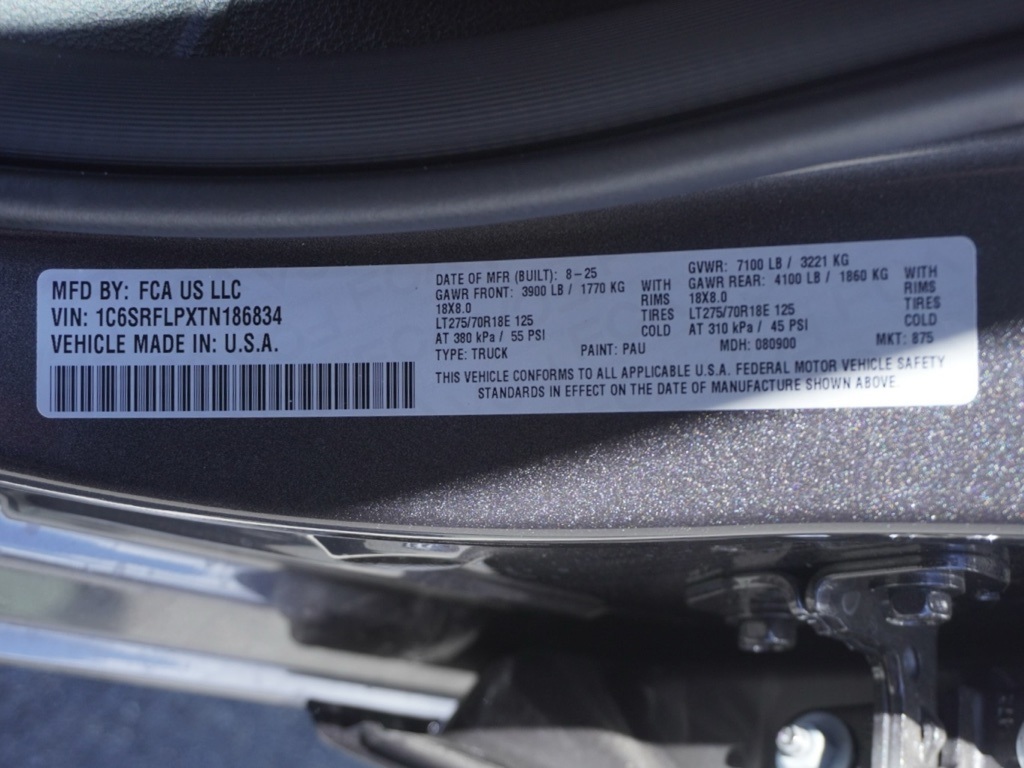 MFD BY: FCA US LLC
VIN: 1C6SRFLPXTN186834
VEHICLE MADE IN: U.S.A.
DATE OF MFR (BUILT): 8-25
GAWR FRONT: 3900 LB / 1770 KG
18X8.0
LT275/70R18E 125
AT 380 kPa / 55 PSI
WITH
RIMS
TIRES
COLD
GVWR: 7100 LB / 3221 KG
GAWR REAR: 4100 LB / 1860 KG
18X8.0
LT275/70R18E 125
AT 310 kPa / 45 PSI
WITH
RIMS
TIRES
COLD
TYPE: TRUCK PAINT: PAU MDH: 080900 MKT: 875
THIS VEHICLE CONFORMS TO ALL APPLICABLE U.S.A. FEDERAL MOTOR VEHICLE SAFETY
STANDARDS IN EFFECT ON THE DATE OF MANUFACTURE SHOWN ABOVE.